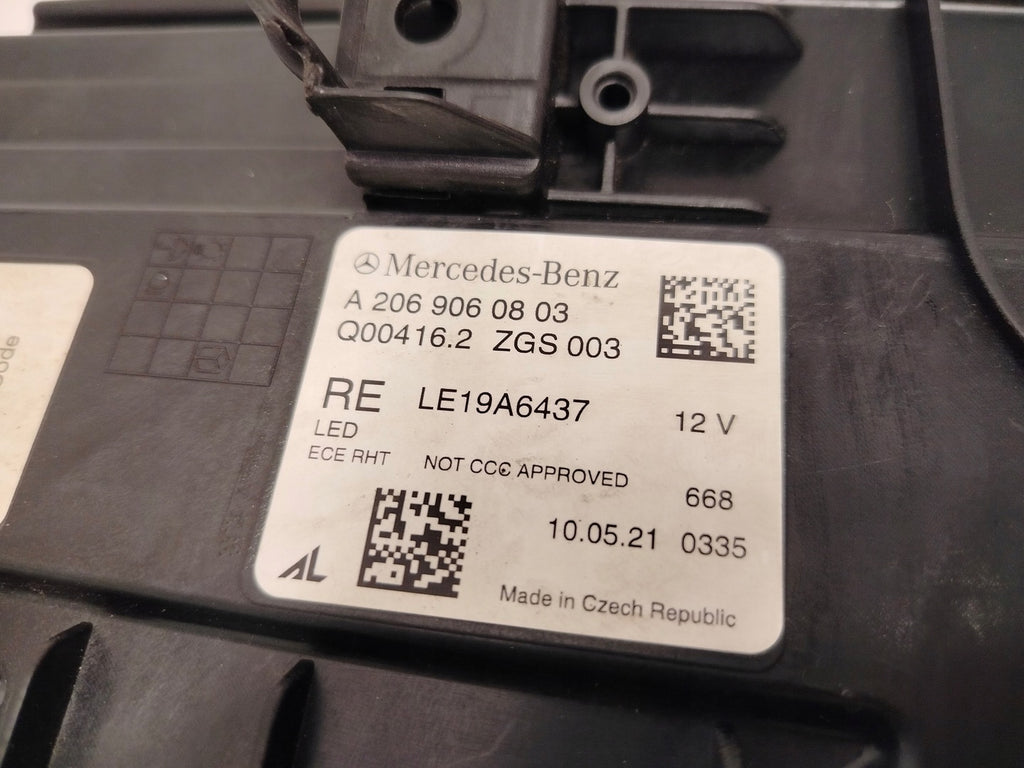 Mercedes-Benz
A 206 906 08 03
Q00416.2 ZGS 003
RE LE19A6437 12 V
LED
ECE RHT NOT CCC APPROVED
668
10.05.21 0335
AL
Made in Czech Republic